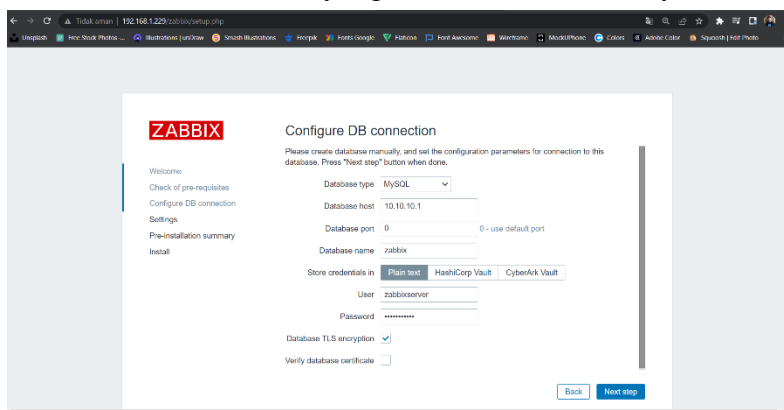 Tidak aman | 192.168.1.229/zabbix/setup.php
Unsplash Free Stock Photos -... Illustrations | unDraw Smash Illustrations Freepik Fonts Google Flaticon Font Awesome Wireframe MockUPhone Colors Adobe Color Squoosh | Edit Photo
ZABBIX
Configure DB connection
Please create database manually, and set the configuration parameters for connection to this
database. Press "Next step" button when done.
Welcome
Check of pre-requisites
Configure DB connection
Settings
Pre-installation summary
Install
Database type MySQL
Database host 10.10.10.1
Database port 0 0 - use default port
Database name zabbix
Store credentials in Plain text HashiCorp Vault CyberArk Vault
User zabbixserver
Password •••••••••••
Database TLS encryption
Verify database certificate
Back Next step